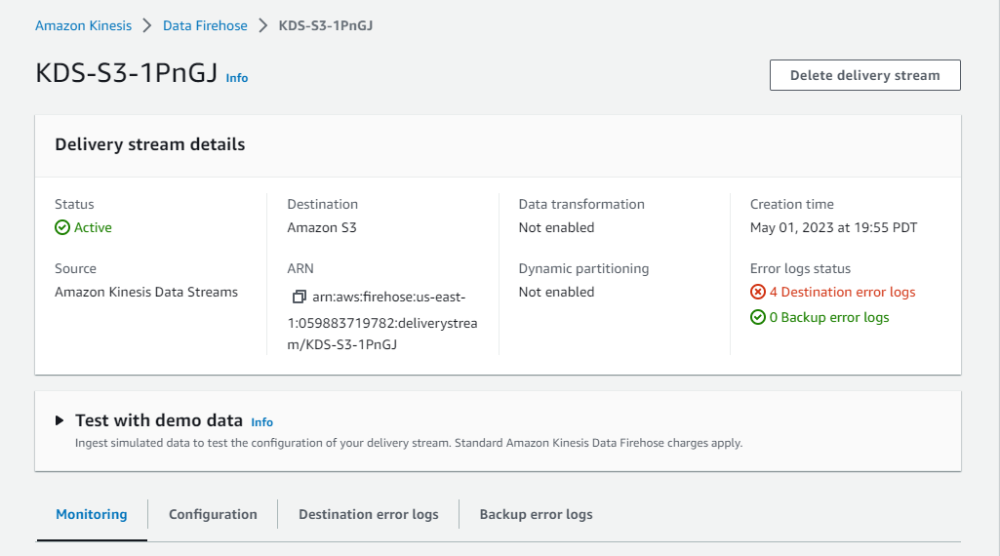 Amazon Kinesis > Data Firehose > KDS-S3-1PnGJ
KDS-S3-1PnGJ Info
Delete delivery stream
Delivery stream details
Status
Active
Source
Amazon Kinesis Data Streams
Destination
Amazon S3
ARN
arn:aws:firehose:us-east-
1:059883719782:deliverystrea
m/KDS-S3-1PnGJ
Data transformation
Not enabled
Dynamic partitioning
Not enabled
Creation time
May 01, 2023 at 19:55 PDT
Error logs status
4 Destination error logs
0 Backup error logs
Test with demo data Info
Ingest simulated data to test the configuration of your delivery stream. Standard Amazon Kinesis Data Firehose charges apply.
Monitoring
Configuration
Destination error logs
Backup error logs